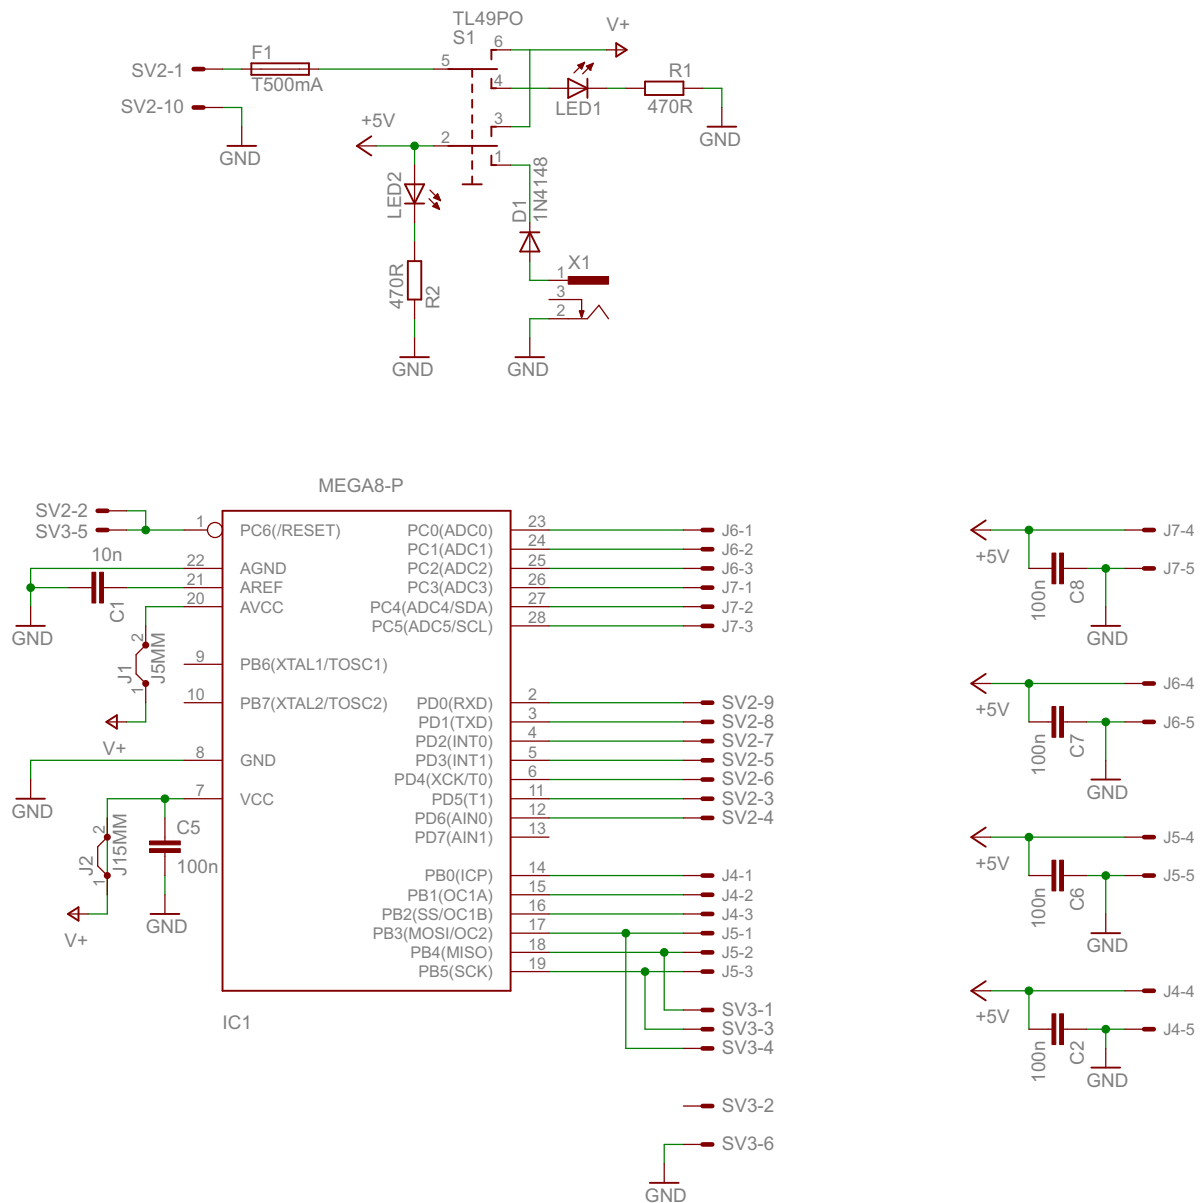 TL49PO
S1
V+
F1
SV2-1
T500mA
5
6
4
LED1
R1
470R
GND
SV2-10
GND
+5V
2
3
1
LED2
D1
1N4148
470R
R2
GND
X1
1
3
2
GND
MEGA8-P
SV2-2
SV3-5
1 PC6(/RESET)
10n
22 AGND
21 AREF
20 AVCC
C1
GND
J1
2
1
J5MM
V+
9 PB6(XTAL1/TOSC1)
10 PB7(XTAL2/TOSC2)
8 GND
GND
7 VCC
J2
2
1
J15MM
V+
C5
100n
GND
IC1
PC0(ADC0) 23 J6-1
PC1(ADC1) 24 J6-2
PC2(ADC2) 25 J6-3
PC3(ADC3) 26 J7-1
PC4(ADC4/SDA) 27 J7-2
PC5(ADC5/SCL) 28 J7-3
PD0(RXD) 2 SV2-9
PD1(TXD) 3 SV2-8
PD2(INT0) 4 SV2-7
PD3(INT1) 5 SV2-5
PD4(XCK/T0) 6 SV2-6
PD5(T1) 11 SV2-3
PD6(AIN0) 12 SV2-4
PD7(AIN1) 13
PB0(ICP) 14 J4-1
PB1(OC1A) 15 J4-2
PB2(SS/OC1B) 16 J4-3
PB3(MOSI/OC2) 17 J5-1
PB4(MISO) 18 J5-2
PB5(SCK) 19 J5-3
SV3-1
SV3-3
SV3-4
SV3-2
SV3-6
GND
J7-4
+5V
100n
C8
J7-5
GND
J6-4
+5V
100n
C7
J6-5
GND
J5-4
+5V
100n
C6
J5-5
GND
J4-4
+5V
100n
C2
J4-5
GND